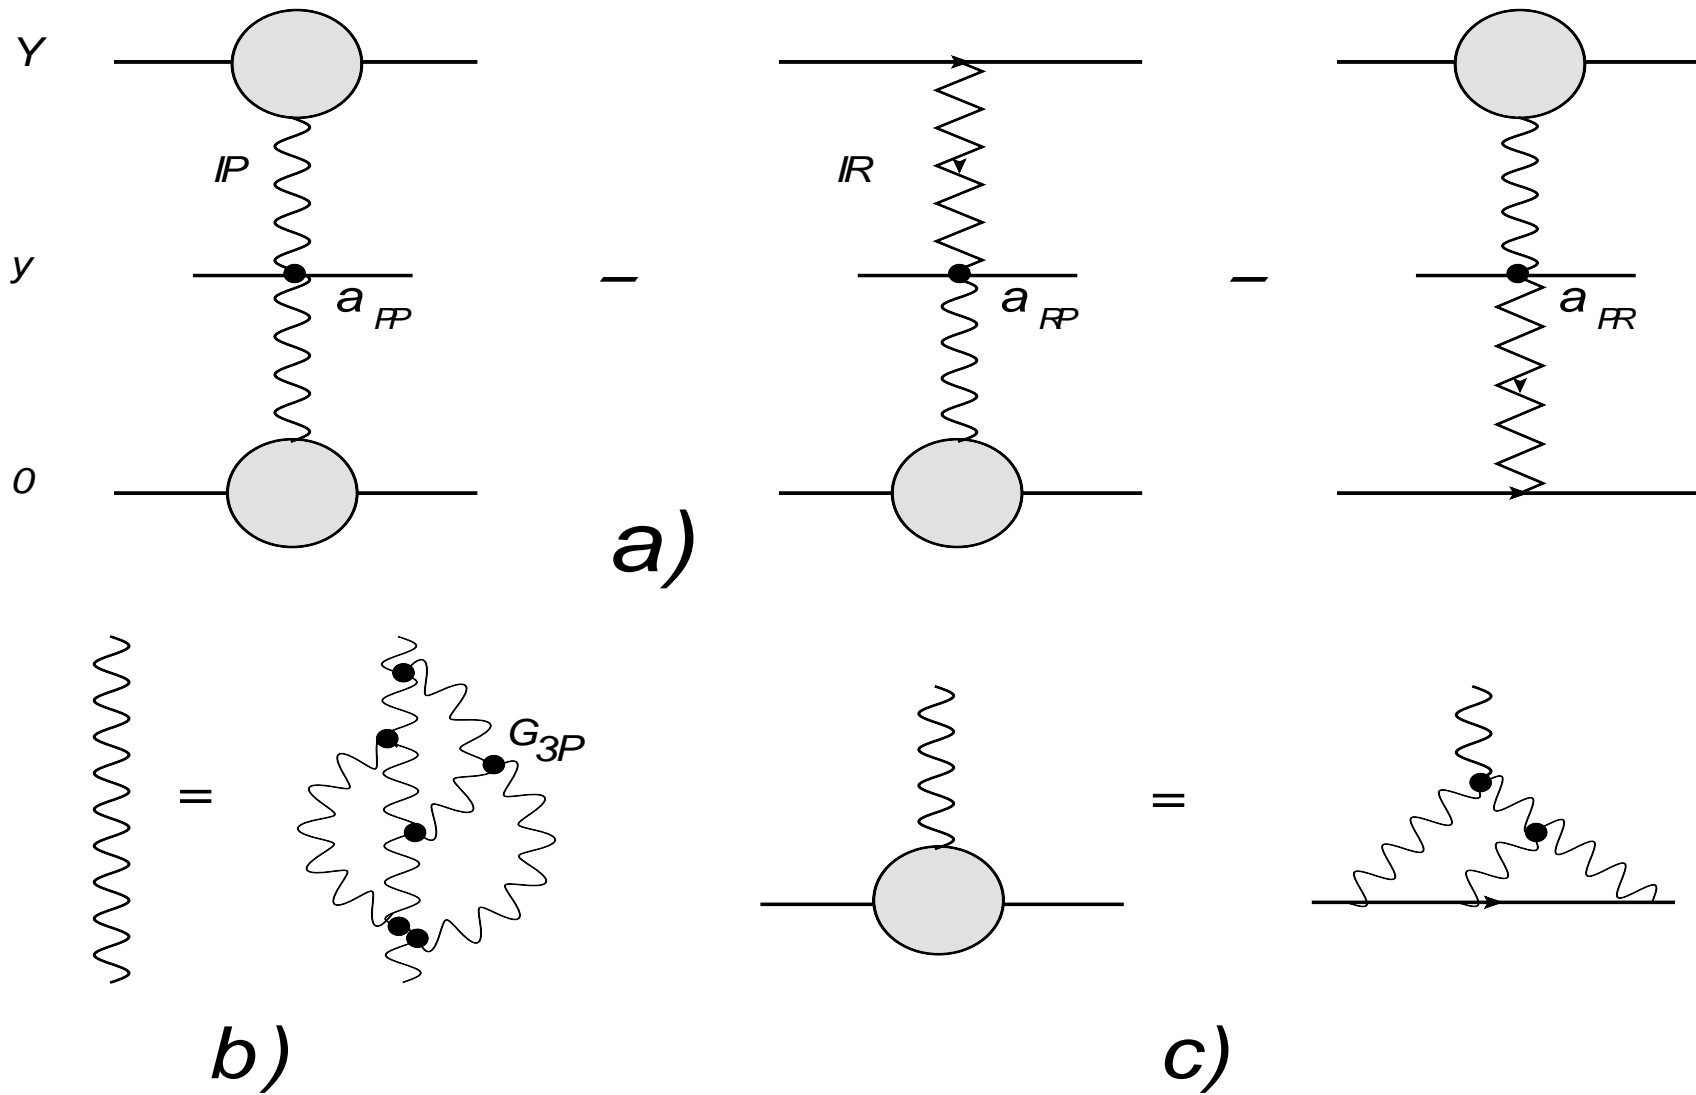 Y
IP
IR
y
a PP
–
a RP
–
a PR
0
a)
G3P
=
=
b)
c)